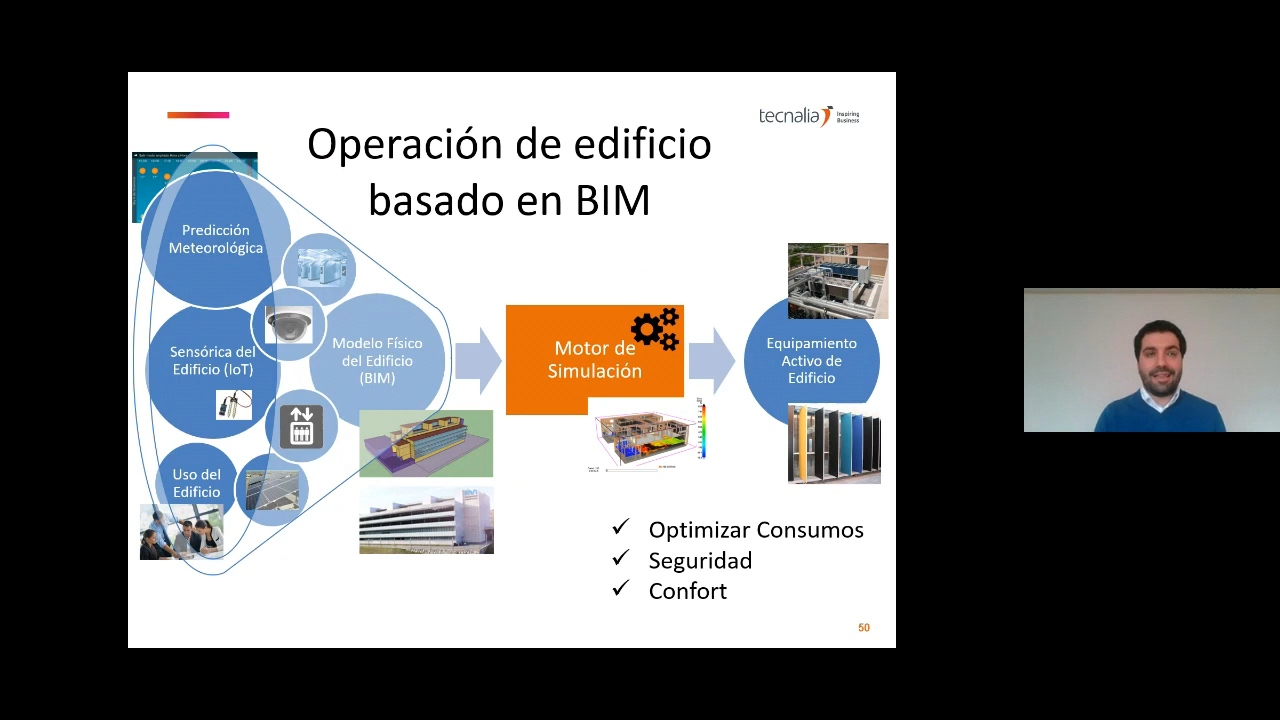 tecnalia Inspiring
Business
Operación de edificio
basado en BIM
Predicción
Meteorológica
Sensórica del
Edificio (IoT)
Uso del
Edificio
Modelo Físico
del Edificio
(BIM)
Motor de
Simulación
Equipamiento
Activo de
Edificio
✓ Optimizar Consumos
✓ Seguridad
✓ Confort
50